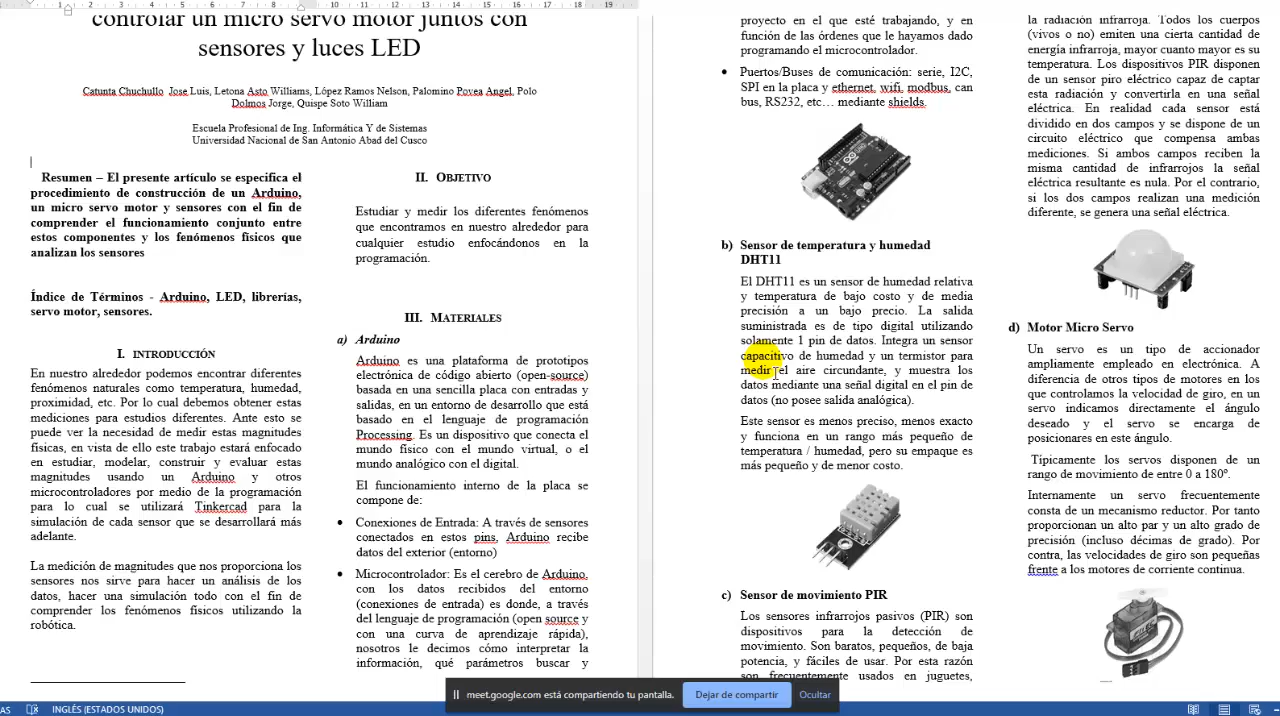 1 2 3 4 5 6 7 8 10 11 12 13 14 15 16 17 18 19
controlar un micro servo motor juntos con
sensores y luces LED
Catunta Chuchullo Jose Luis, Letona Asto Williams, López Ramos Nelson, Palomino Povea Angel, Polo
Dolmos Jorge, Quispe Soto William
Escuela Profesional de Ing. Informática Y de Sistemas
Universidad Nacional de San Antonio Abad del Cusco
Resumen – El presente artículo se especifica el
procedimiento de construcción de un Arduino,
un micro servo motor y sensores con el fin de
comprender el funcionamiento conjunto entre
estos componentes y los fenómenos físicos que
analizan los sensores
Índice de Términos - Arduino, LED, librerías,
servo motor, sensores.
I. INTRODUCCIÓN
En nuestro alrededor podemos encontrar diferentes
fenómenos naturales como temperatura, humedad,
proximidad, etc. Por lo cual debemos obtener estas
mediciones para estudios diferentes. Ante esto se
puede ver la necesidad de medir estas magnitudes
físicas, en vista de ello este trabajo estará enfocado
en estudiar, modelar, construir y evaluar estas
magnitudes usando un Arduino y otros
microcontroladores por medio de la programación
para lo cual se utilizará Tinkercad para la
simulación de cada sensor que se desarrollará más
adelante.
La medición de magnitudes que nos proporciona los
sensores nos sirve para hacer un análisis de los
datos, hacer una simulación todo con el fin de
comprender los fenómenos físicos utilizando la
robótica.
II. OBJETIVO
Estudiar y medir los diferentes fenómenos
que encontramos en nuestro alrededor para
cualquier estudio enfocándonos en la
programación.
III. MATERIALES
a) Arduino
Arduino es una plataforma de prototipos
electrónica de código abierto (open-source)
basada en una sencilla placa con entradas y
salidas, en un entorno de desarrollo que está
basado en el lenguaje de programación
Processing. Es un dispositivo que conecta el
mundo físico con el mundo virtual, o el
mundo analógico con el digital.
El funcionamiento interno de la placa se
compone de:
• Conexiones de Entrada: A través de sensores
conectados en estos pins, Arduino recibe
datos del exterior (entorno)
• Microcontrolador: Es el cerebro de Arduino,
con los datos recibidos del entorno
(conexiones de entrada) es donde, a través
del lenguaje de programación (open source y
con una curva de aprendizaje rápida),
nosotros le decimos cómo interpretar la
información, qué parámetros buscar y
proyecto en el que esté trabajando, y en
función de las órdenes que le hayamos dado
programando el microcontrolador.
• Puertos/Buses de comunicación: serie, I2C,
SPI en la placa y ethernet, wifi, modbus, can
bus, RS232, etc… mediante shields.
b) Sensor de temperatura y humedad
DHT11
El DHT11 es un sensor de humedad relativa
y temperatura de bajo costo y de media
precisión a un bajo precio. La salida
suministrada es de tipo digital utilizando
solamente 1 pin de datos. Integra un sensor
capacitivo de humedad y un termistor para
medir el aire circundante, y muestra los
datos mediante una señal digital en el pin de
datos (no posee salida analógica).
Este sensor es menos preciso, menos exacto
y funciona en un rango más pequeño de
temperatura / humedad, pero su empaque es
más pequeño y de menor costo.
c) Sensor de movimiento PIR
Los sensores infrarrojos pasivos (PIR) son
dispositivos para la detección de
movimiento. Son baratos, pequeños, de baja
potencia, y fáciles de usar. Por esta razón
son frecuentemente usados en juguetes,
la radiación infrarroja. Todos los cuerpos
(vivos o no) emiten una cierta cantidad de
energía infrarroja, mayor cuanto mayor es su
temperatura. Los dispositivos PIR disponen
de un sensor piro eléctrico capaz de captar
esta radiación y convertirla en una señal
eléctrica. En realidad cada sensor está
dividido en dos campos y se dispone de un
circuito eléctrico que compensa ambas
mediciones. Si ambos campos reciben la
misma cantidad de infrarrojos la señal
eléctrica resultante es nula. Por el contrario,
si los dos campos realizan una medición
diferente, se genera una señal eléctrica.
d) Motor Micro Servo
Un servo es un tipo de accionador
ampliamente empleado en electrónica. A
diferencia de otros tipos de motores en los
que controlamos la velocidad de giro, en un
servo indicamos directamente el ángulo
deseado y el servo se encarga de
posicionares en este ángulo.
Típicamente los servos disponen de un
rango de movimiento de entre 0 a 180º.
Internamente un servo frecuentemente
consta de un mecanismo reductor. Por tanto
proporcionan un alto par y un alto grado de
precisión (incluso décimas de grado). Por
contra, las velocidades de giro son pequeñas
frente a los motores de corriente continua.
meet.google.com está compartiendo tu pantalla.
Dejar de compartir
Ocultar
AS INGLÉS (ESTADOS UNIDOS)